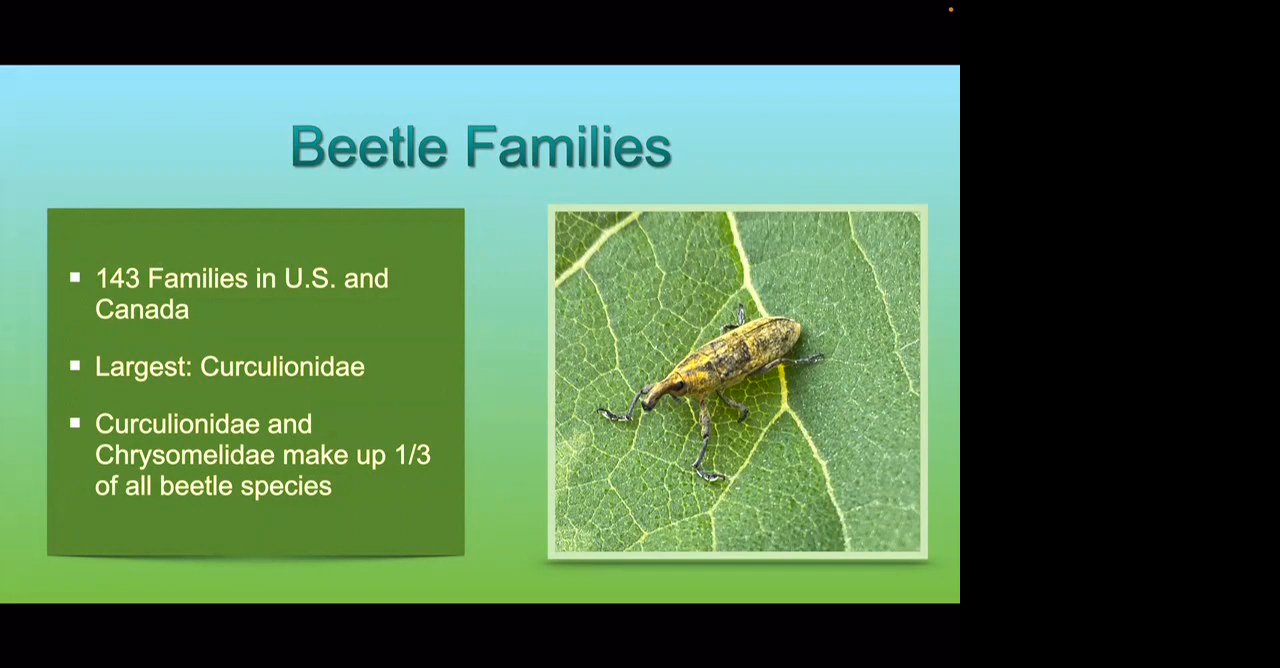 Beetle Families
▪ 143 Families in U.S. and
Canada
▪ Largest: Curculionidae
▪ Curculionidae and
Chrysomelidae make up 1/3
of all beetle species